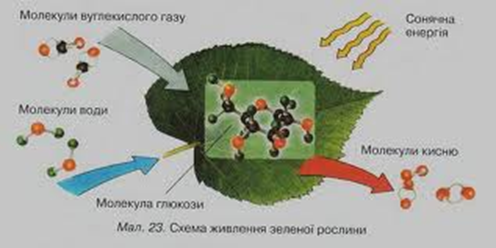 Молекули вуглекислого газу
Сонячна
енергія
Молекули води
Молекули кисню
Молекула глюкози
Мал. 23. Схема живлення зеленої рослини